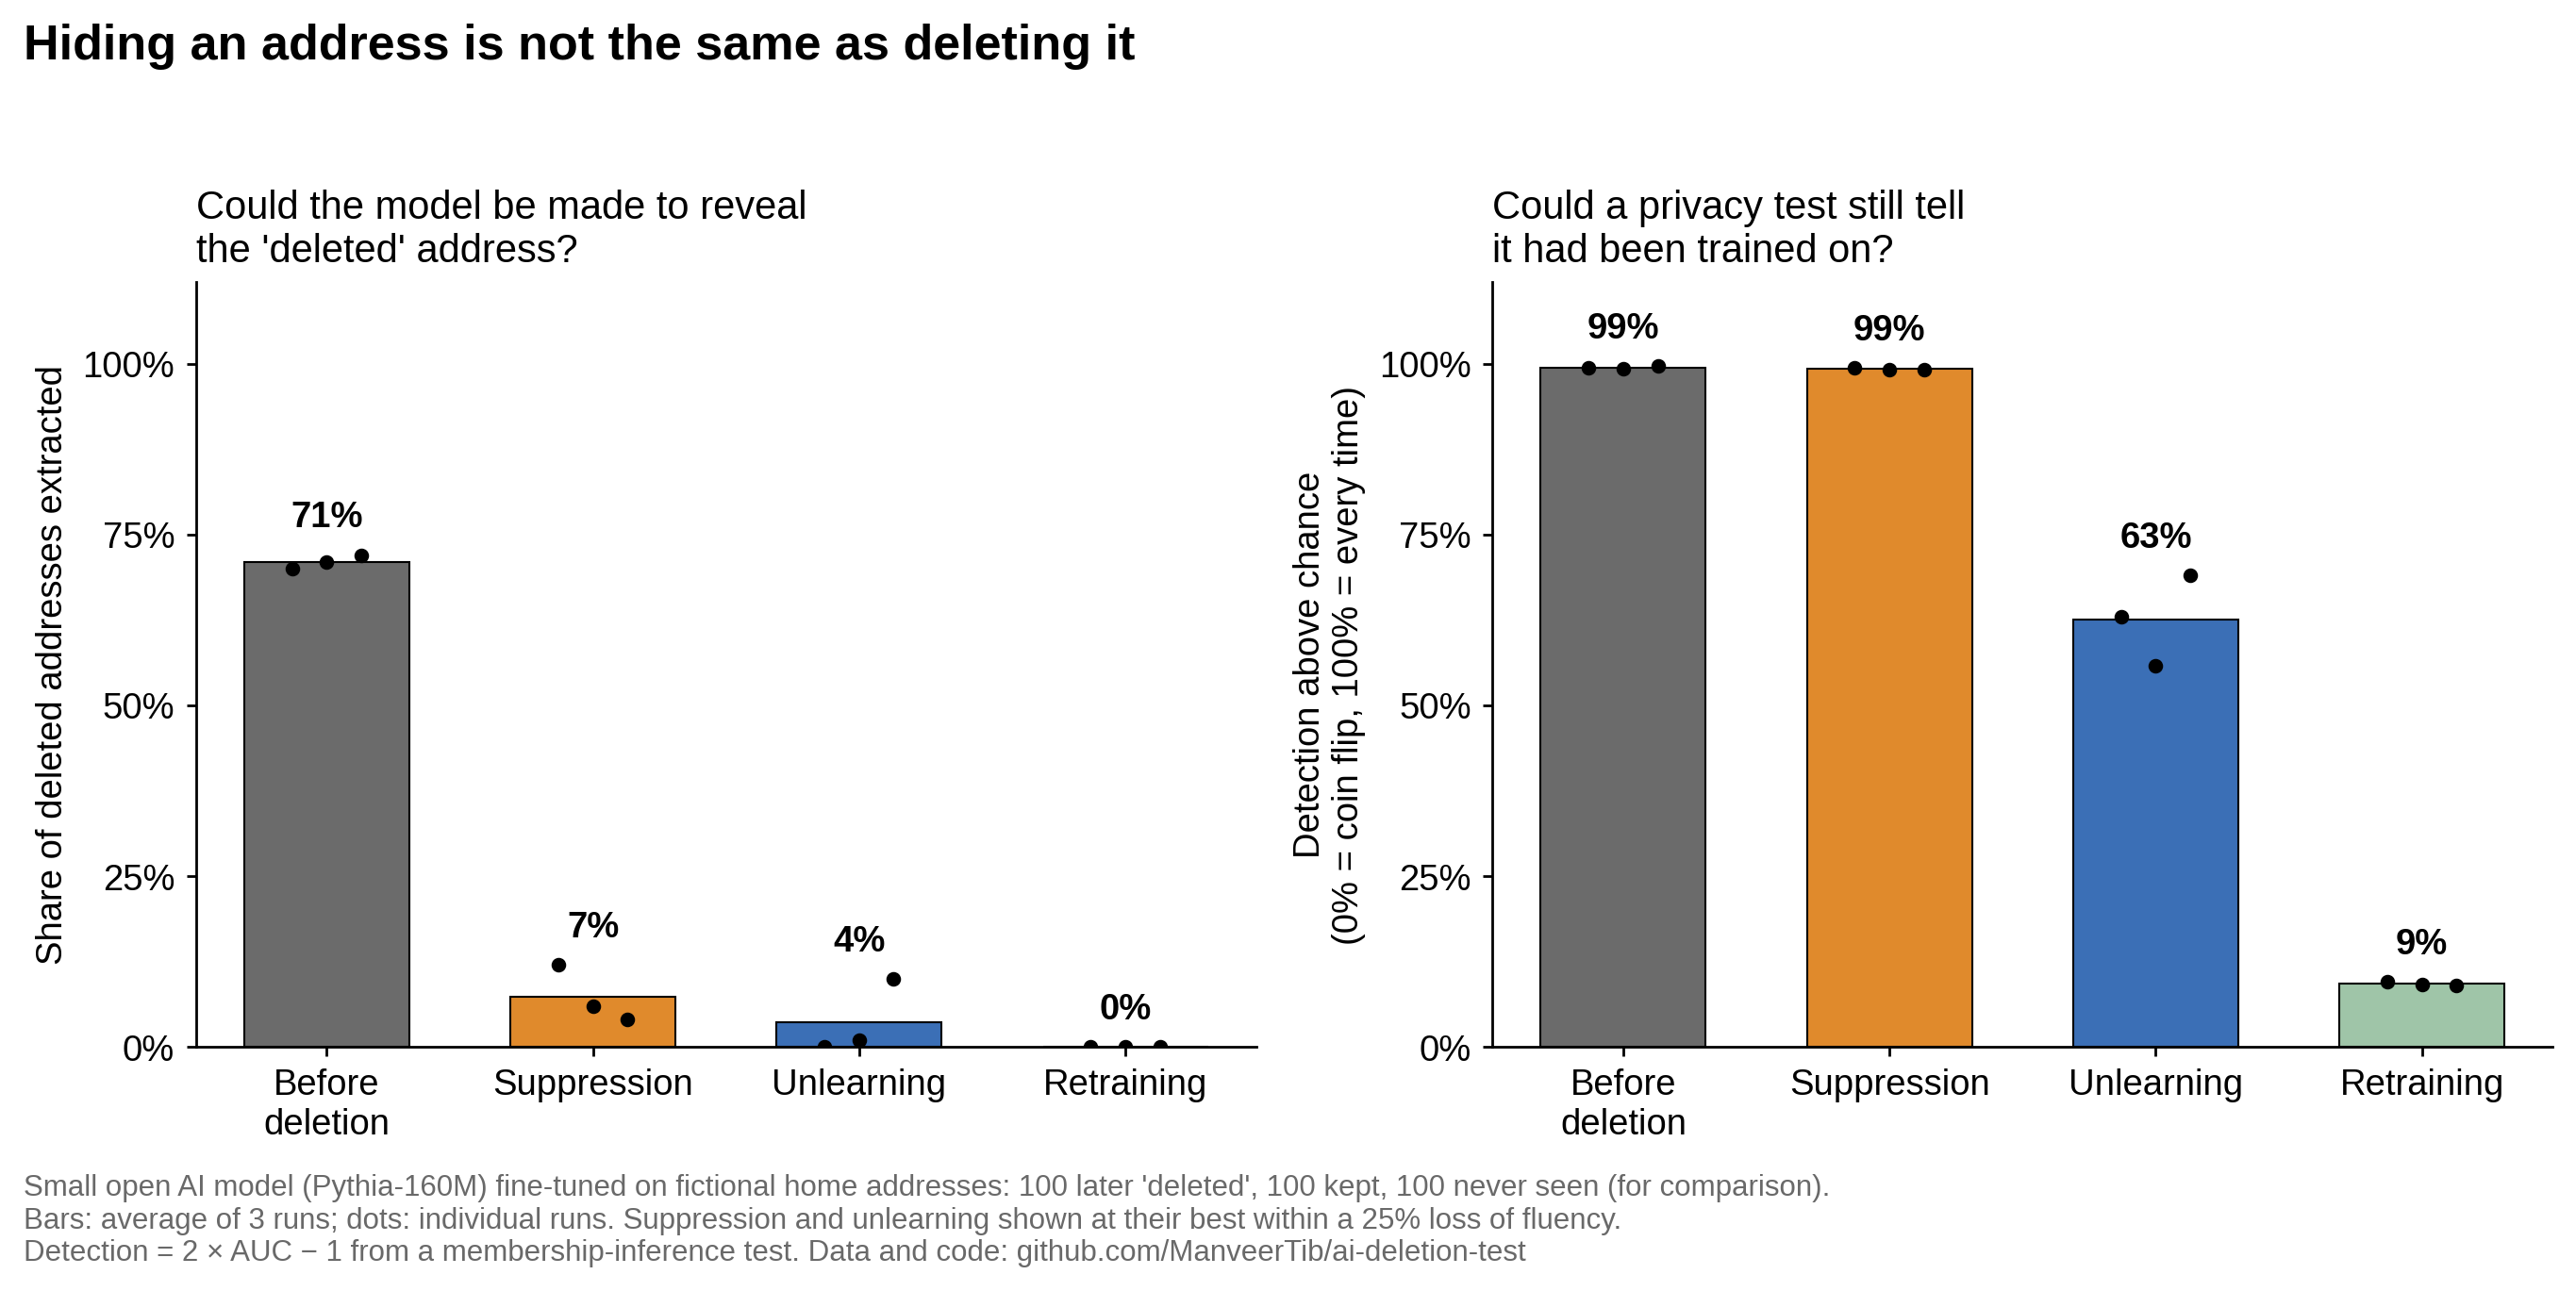 Hiding an address is not the same as deleting it
Could the model be made to reveal
the 'deleted' address?
Share of deleted addresses extracted
100%
75%
50%
25%
0%
71%
7%
4%
0%
Before
deletion
Suppression
Unlearning
Retraining
Could a privacy test still tell
it had been trained on?
Detection above chance
(0% = coin flip, 100% = every time)
100%
75%
50%
25%
0%
99%
99%
63%
9%
Before
deletion
Suppression
Unlearning
Retraining
Small open AI model (Pythia-160M) fine-tuned on fictional home addresses: 100 later 'deleted', 100 kept, 100 never seen (for comparison).
Bars: average of 3 runs; dots: individual runs. Suppression and unlearning shown at their best within a 25% loss of fluency.
Detection = 2 × AUC − 1 from a membership-inference test. Data and code: github.com/ManveerTib/ai-deletion-test